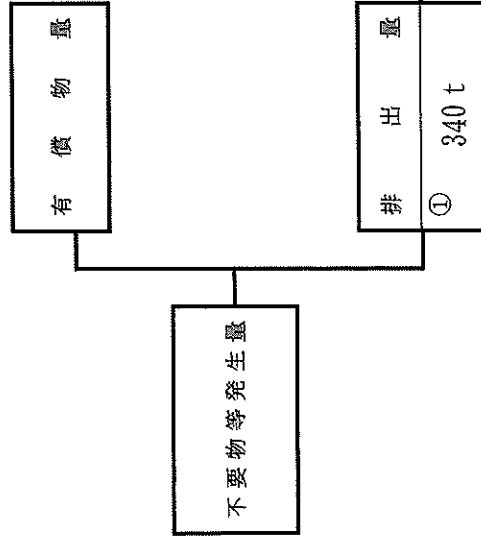 不要物等発生量
有償物量
排出量
① 340 t